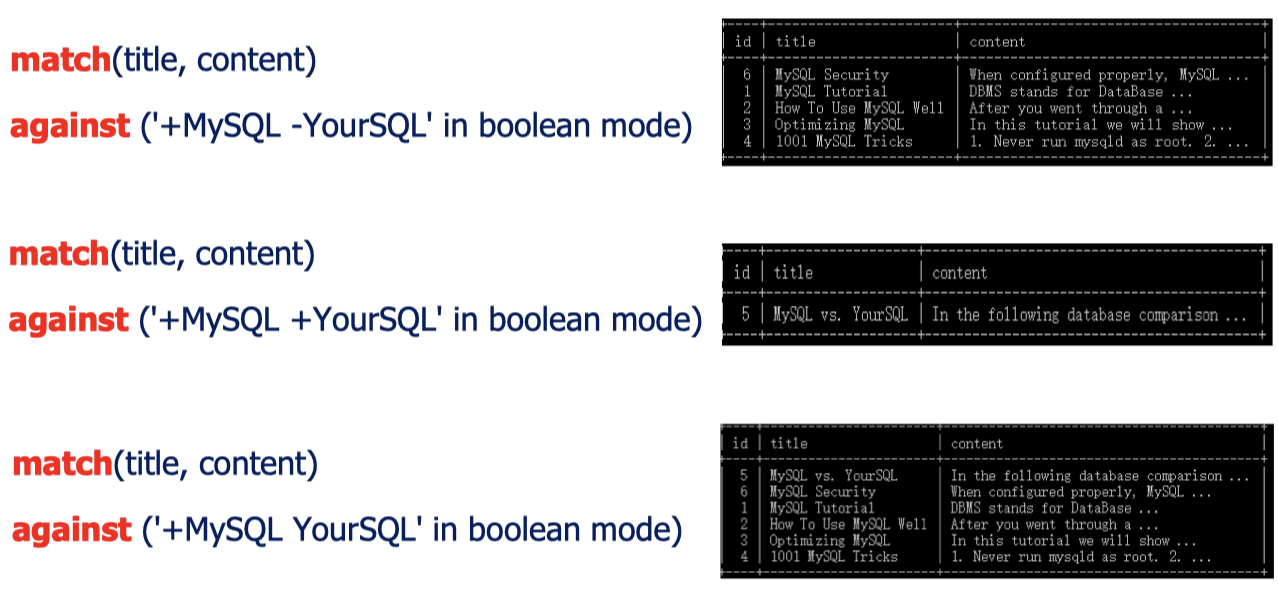 match(title, content)
against ('+MySQL -YourSQL' in boolean mode)
id | title | content
6 | MySQL Security | When configured properly, MySQL ...
1 | MySQL Tutorial | DBMS stands for DataBase ...
2 | How To Use MySQL Well | After you went through a ...
3 | Optimizing MySQL | In this tutorial we will show ...
4 | 1001 MySQL Tricks | 1. Never run mysqld as root. 2. ...
match(title, content)
against ('+MySQL +YourSQL' in boolean mode)
id | title | content
5 | MySQL vs. YourSQL | In the following database comparison ...
match(title, content)
against ('+MySQL YourSQL' in boolean mode)
id | title | content
5 | MySQL vs. YourSQL | In the following database comparison ...
6 | MySQL Security | When configured properly, MySQL ...
1 | MySQL Tutorial | DBMS stands for DataBase ...
2 | How To Use MySQL Well | After you went through a ...
3 | Optimizing MySQL | In this tutorial we will show ...
4 | 1001 MySQL Tricks | 1. Never run mysqld as root. 2. ...